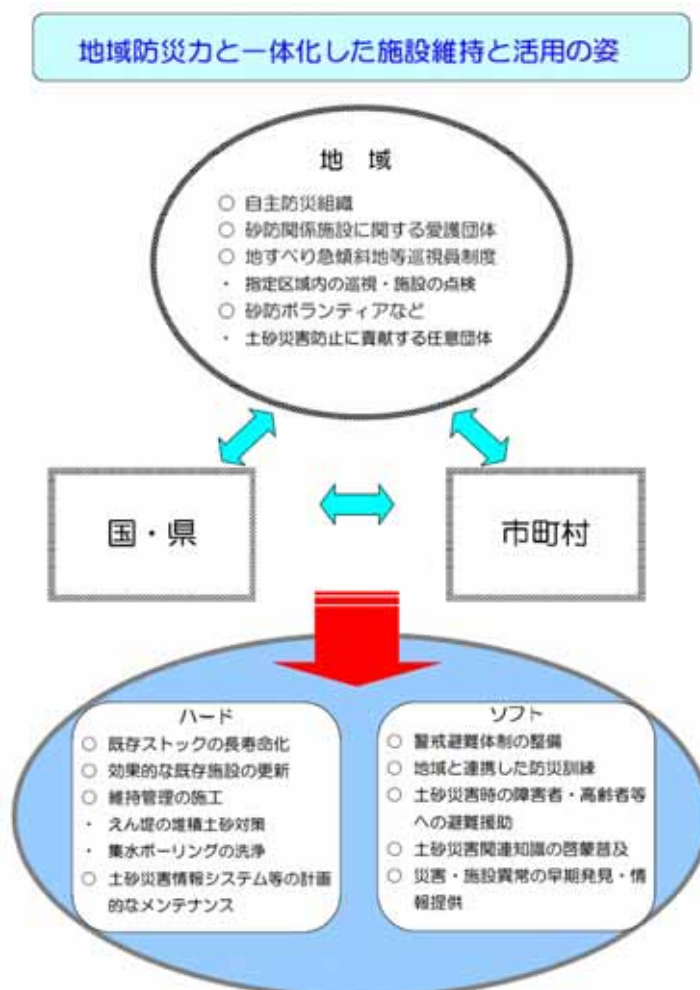 地域防災力と一体化した施設維持と活用の姿
地 域
○ 自主防災組織
○ 砂防関係施設に関する愛護団体
○ 地すべり急傾斜地等巡視員制度
・ 指定区域内の巡視・施設の点検
○ 砂防ボランティアなど
・ 土砂災害防止に貢献する任意団体
国・県
市町村
ハード
○ 既存ストックの長寿命化
○ 効果的な既存施設の更新
○ 維持管理の施工
・ えん堤の堆積土砂対策
・ 集水ボーリングの洗浄
○ 土砂災害情報システム等の計画
的なメンテナンス
ソフト
○ 警戒避難体制の整備
○ 地域と連携した防災訓練
○ 土砂災害時の障害者・高齢者等
への避難援助
○ 土砂災害関連知識の啓蒙普及
○ 災害・施設異常の早期発見・情
報提供